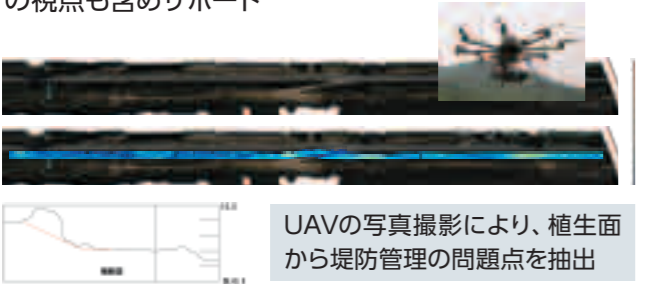 の視点も含めサポート
UAVの写真撮影により、植生面
から堤防管理の問題点を抽出